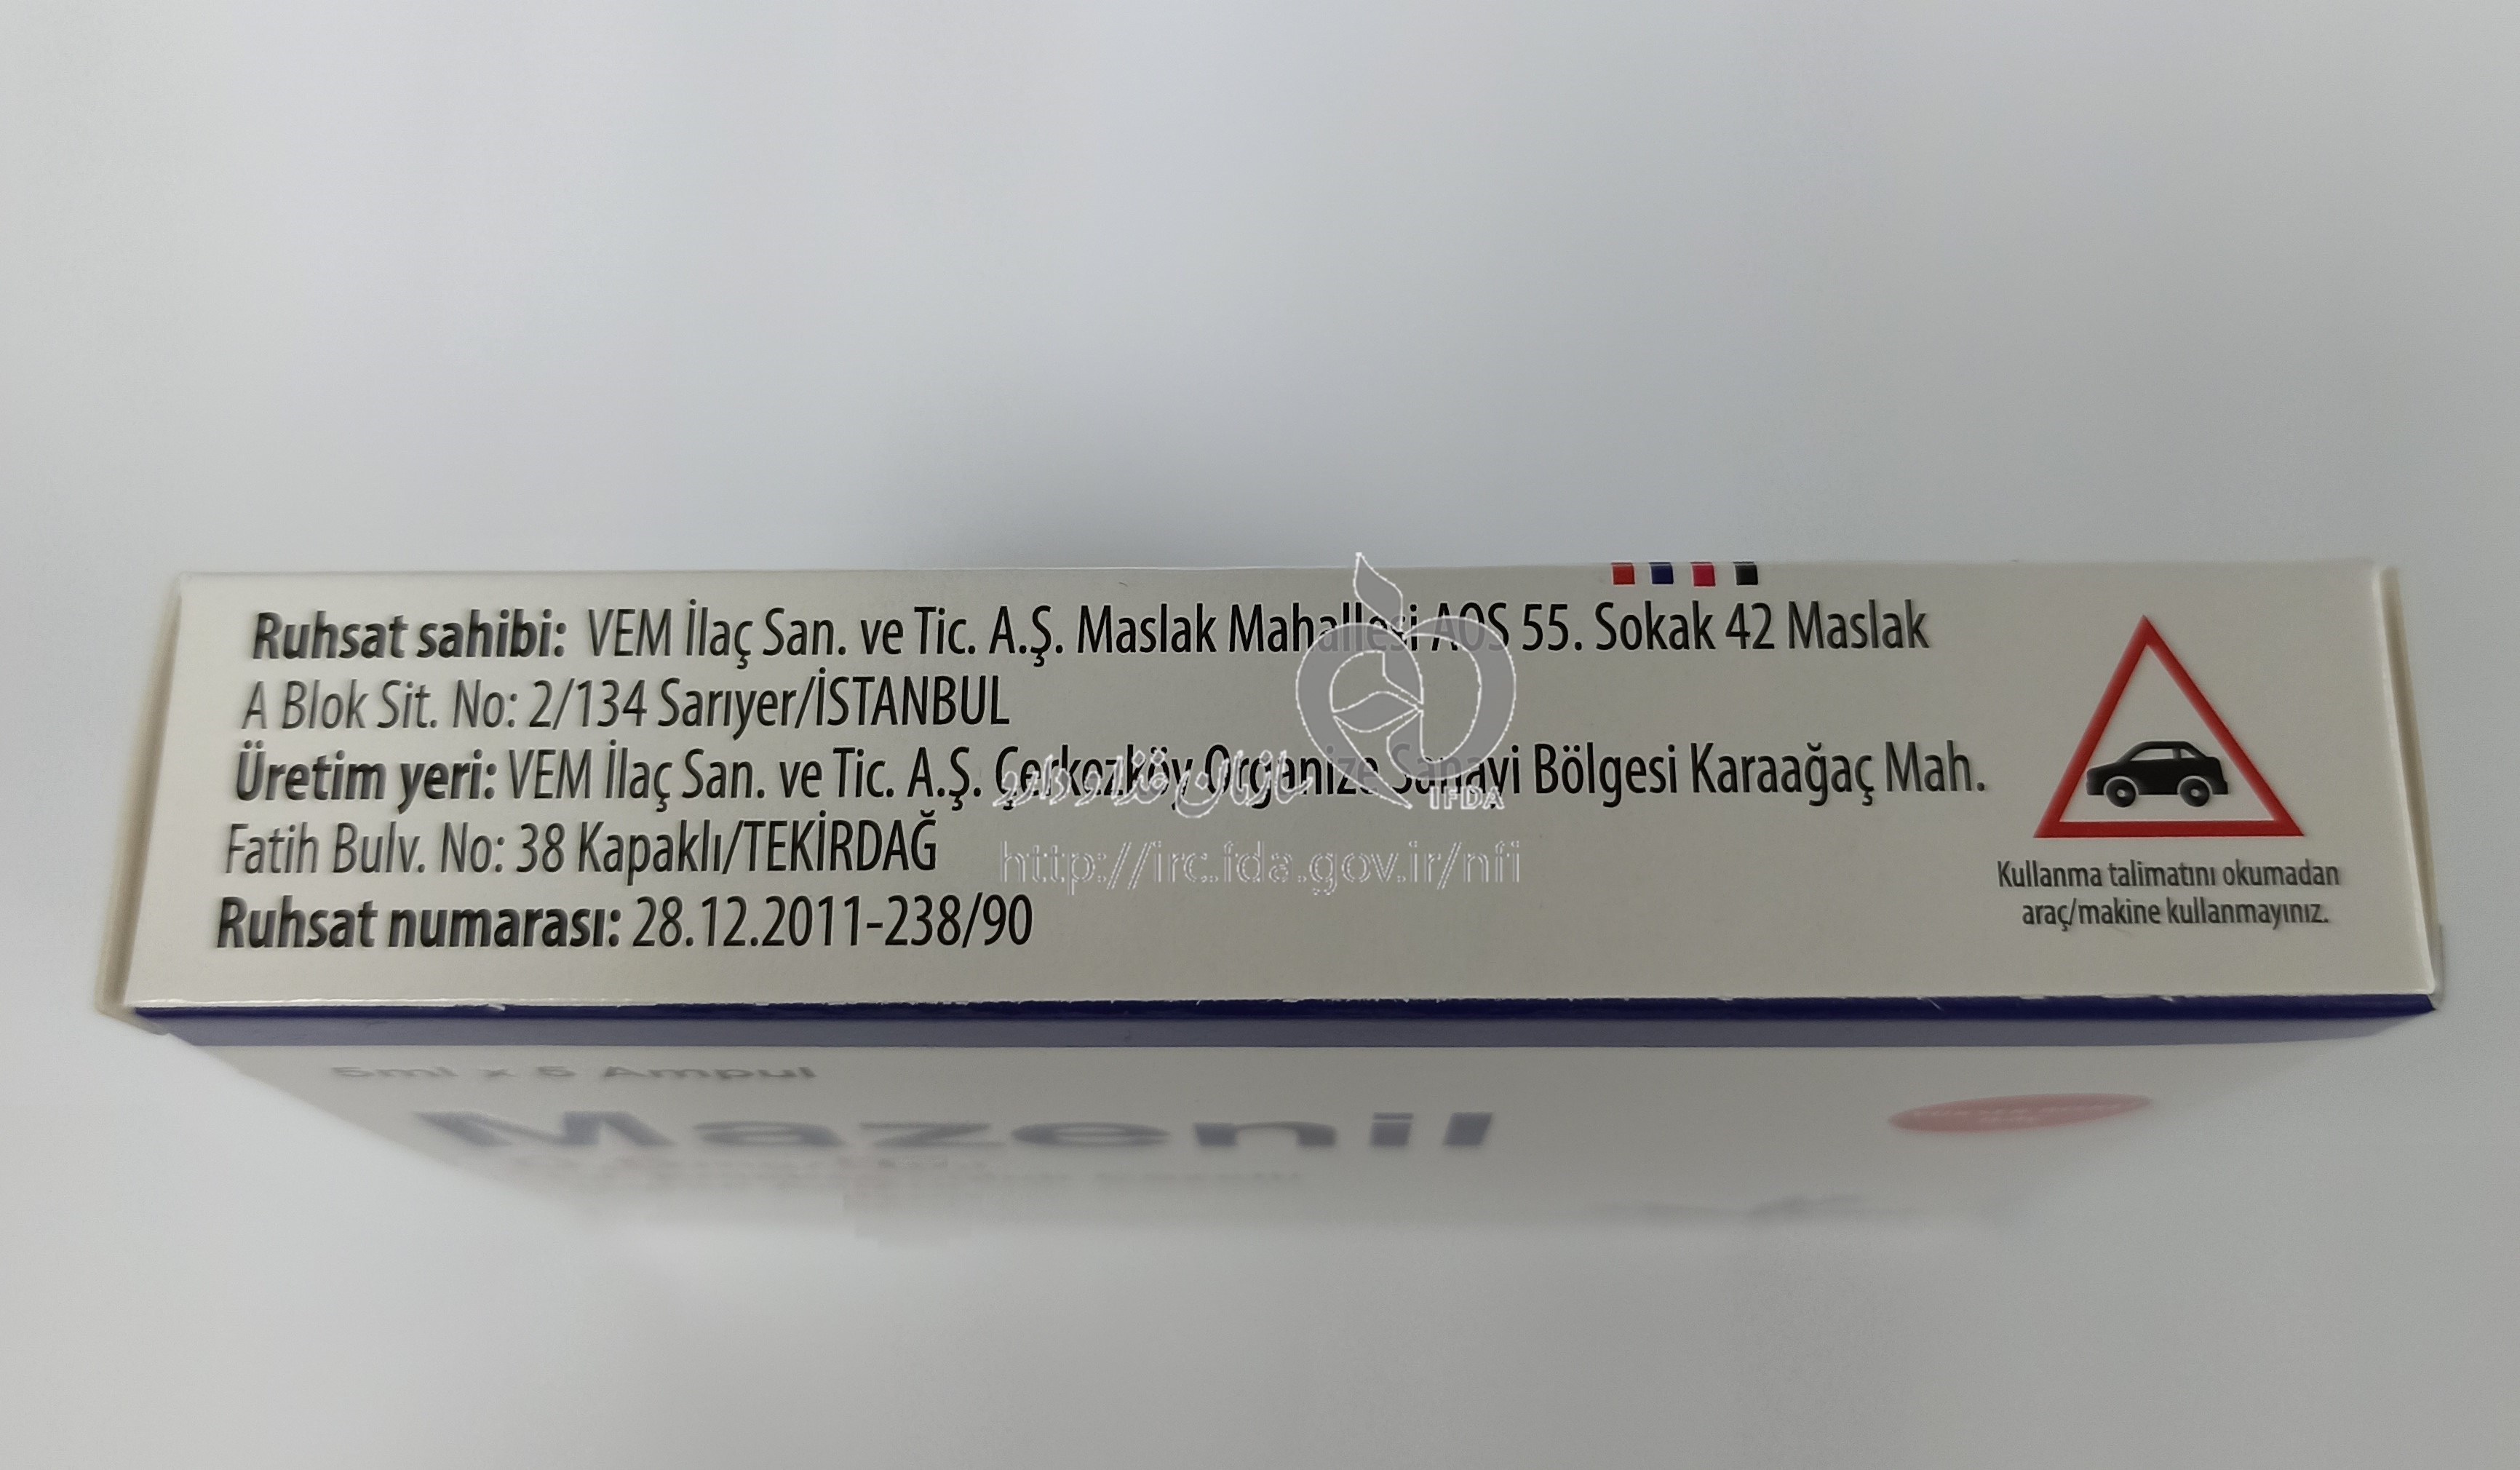 Ruhsat sahibi: VEM İlaç San. ve Tic. A.Ş. Maslak Mahallesi AOS 55. Sokak 42 Maslak
A Blok Sit. No: 2/134 Sarıyer/İSTANBUL
Üretim yeri: VEM İlaç San. ve Tic. A.Ş. Çerkezköy Organize Sanayi Bölgesi Karaağaç Mah.
Fatih Bulv. No: 38 Kapaklı/TEKİRDAĞ
Ruhsat numarası: 28.12.2011-238/90
Kullanma talimatını okumadan
araç/makine kullanmayınız.
سازمان غذا و دارو
IFDA
http://irc.fda.gov.ir/nfi
5ml x 5 Ampul
Mazenil